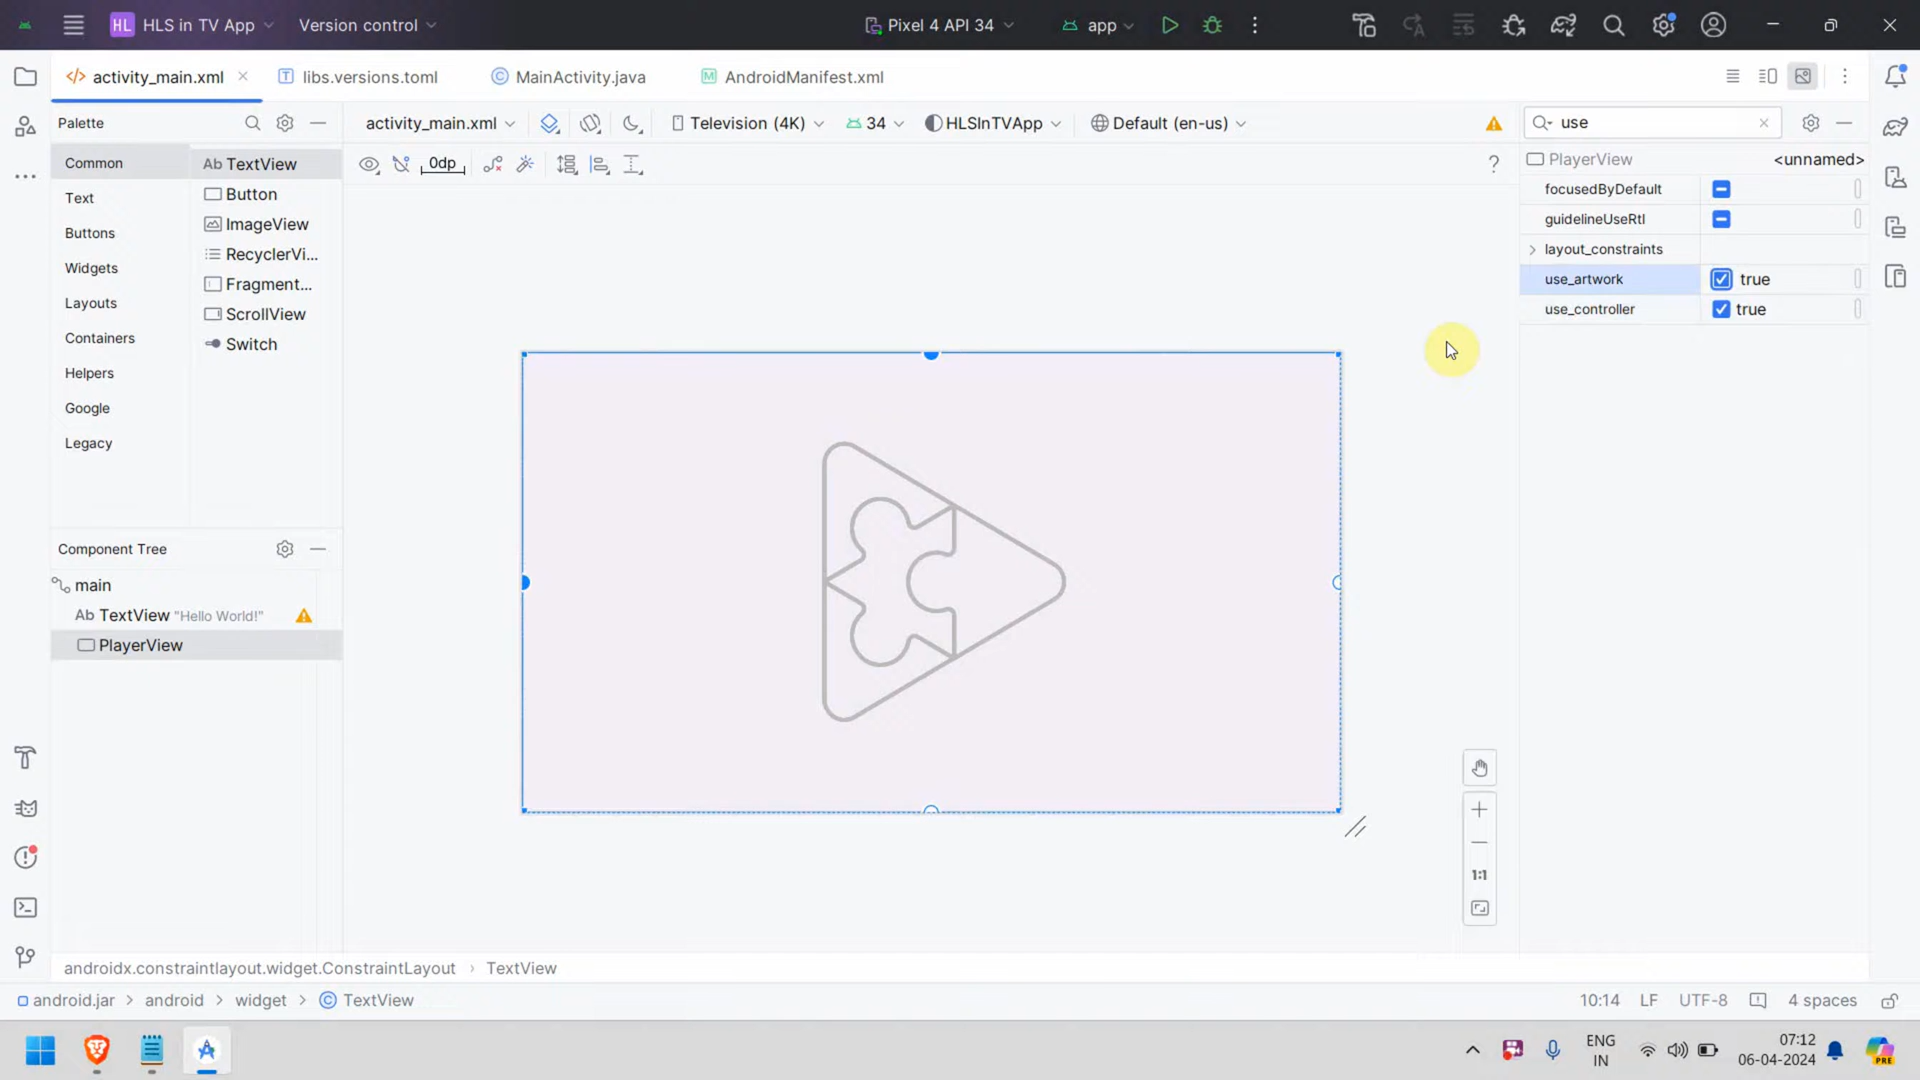 HL HLS in TV App Version control Pixel 4 API 34 app
activity_main.xml libs.versions.toml MainActivity.java AndroidManifest.xml
Palette activity_main.xml Television (4K) 34 HLSInTVApp Default (en-us) use
Common Ab TextView 0dp ? PlayerView <unnamed>
Text Button focusedByDefault
Buttons ImageView guidelineUseRtl
Widgets RecyclerVi... layout_constraints
Layouts Fragment... use_artwork true
Containers ScrollView use_controller true
Helpers Switch
Google
Legacy
Component Tree
main
Ab TextView "Hello World!"
PlayerView
1:1
androidx.constraintlayout.widget.ConstraintLayout › TextView
android.jar > android > widget > TextView 10:14 LF UTF-8 4 spaces
ENG 07:12
IN 06-04-2024 PRE